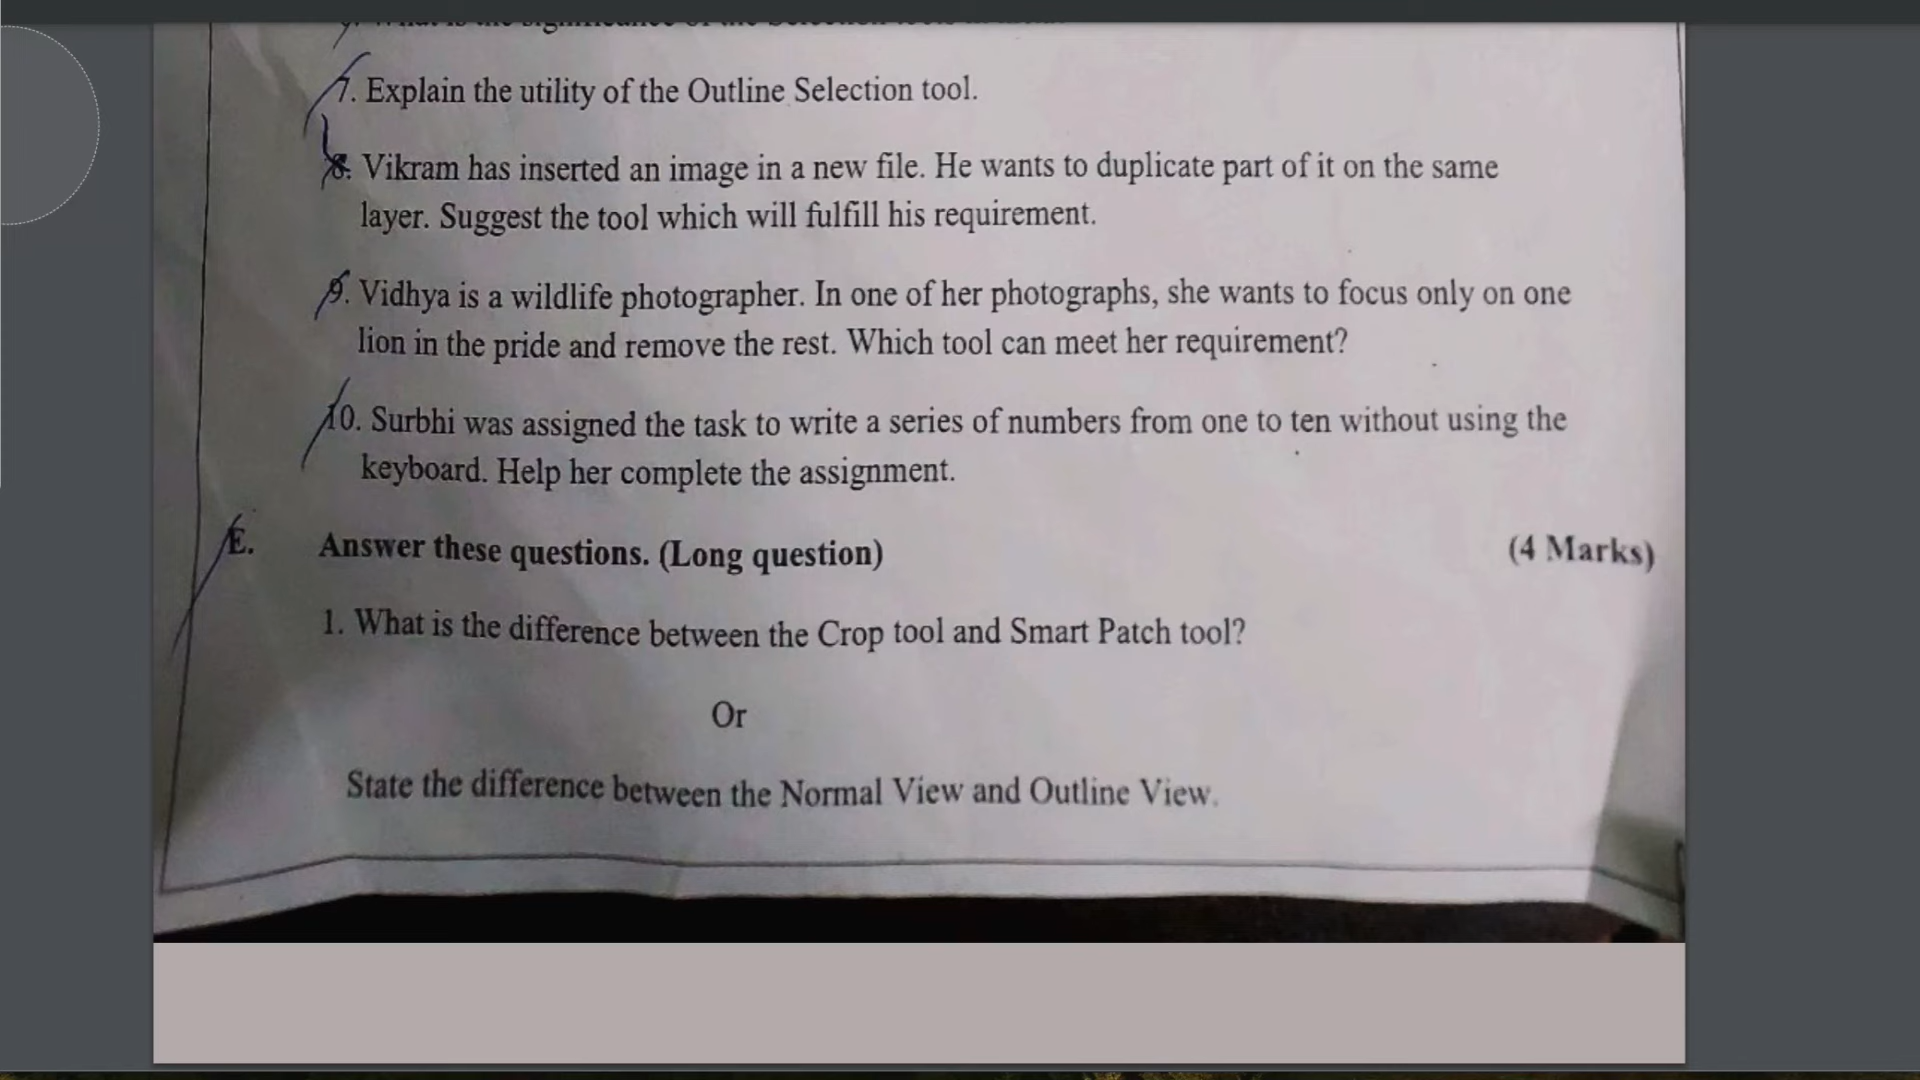 7. Explain the utility of the Outline Selection tool.
8. Vikram has inserted an image in a new file. He wants to duplicate part of it on the same
layer. Suggest the tool which will fulfill his requirement.
9. Vidhya is a wildlife photographer. In one of her photographs, she wants to focus only on one
lion in the pride and remove the rest. Which tool can meet her requirement?
10. Surbhi was assigned the task to write a series of numbers from one to ten without using the
keyboard. Help her complete the assignment.
E. Answer these questions. (Long question) (4 Marks)
1. What is the difference between the Crop tool and Smart Patch tool?
Or
State the difference between the Normal View and Outline View.